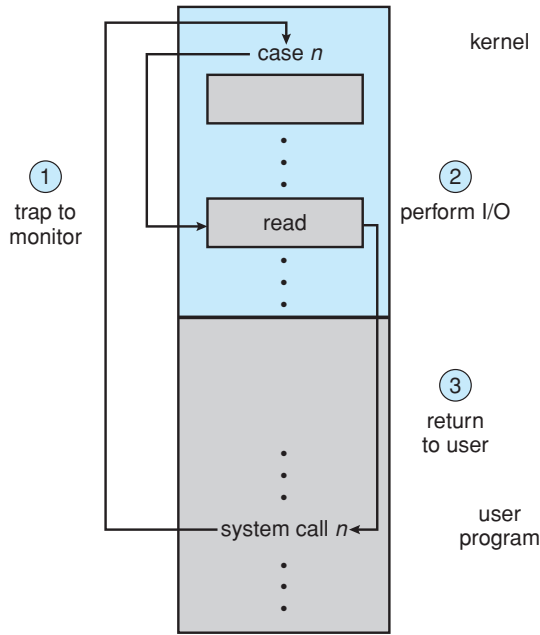 kernel
case n
1
trap to
monitor
2
perform I/O
read
3
return
to user
system call n
user
program